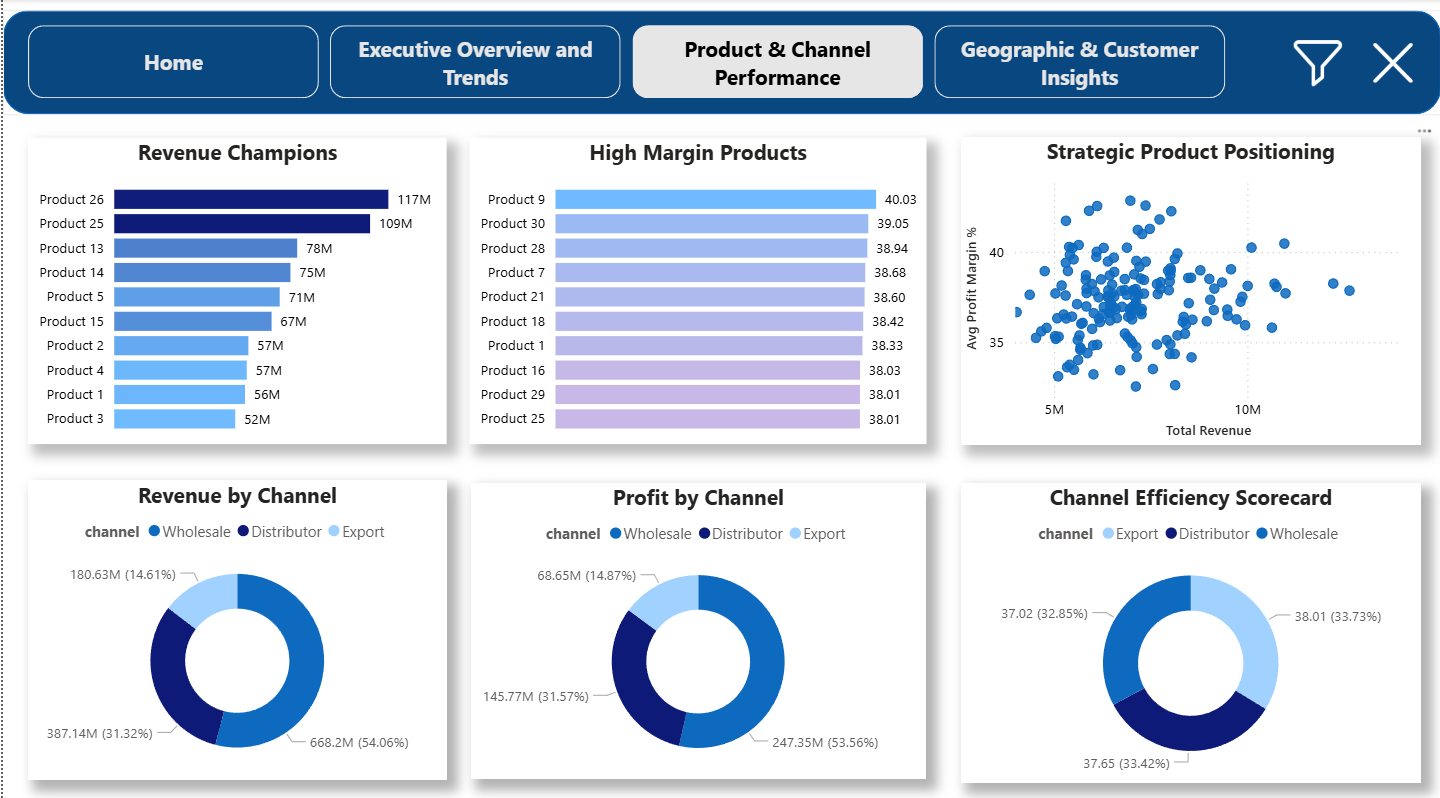 Home
Executive Overview and
Trends
Product & Channel
Performance
Geographic & Customer
Insights
Revenue Champions
Product 26 117M
Product 25 109M
Product 13 78M
Product 14 75M
Product 5 71M
Product 15 67M
Product 2 57M
Product 4 57M
Product 1 56M
Product 3 52M
High Margin Products
Product 9 40.03
Product 30 39.05
Product 28 38.94
Product 7 38.68
Product 21 38.60
Product 18 38.42
Product 1 38.33
Product 16 38.03
Product 29 38.01
Product 25 38.01
Strategic Product Positioning
Avg Profit Margin %
40
35
5M 10M
Total Revenue
Revenue by Channel
channel Wholesale Distributor Export
180.63M (14.61%)
387.14M (31.32%)
668.2M (54.06%)
Profit by Channel
channel Wholesale Distributor Export
68.65M (14.87%)
145.77M (31.57%)
247.35M (53.56%)
Channel Efficiency Scorecard
channel Export Distributor Wholesale
37.02 (32.85%)
38.01 (33.73%)
37.65 (33.42%)